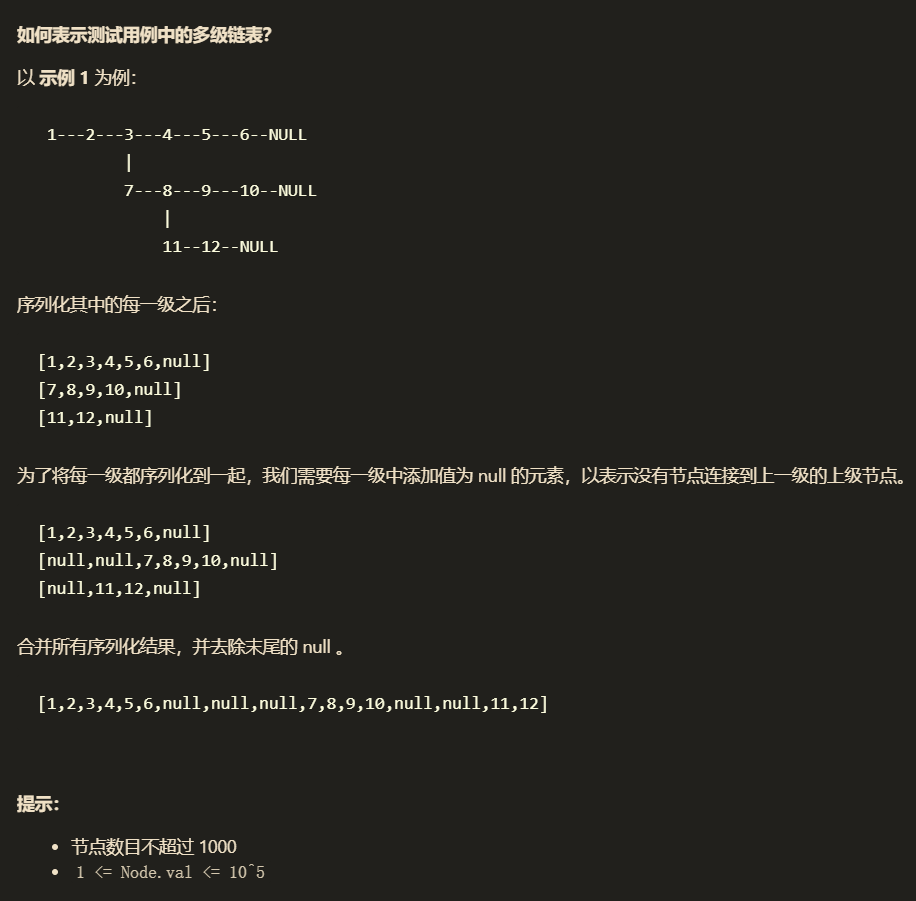 如何表示测试用例中的多级链表?
以 示例 1 为例:
1---2---3---4---5---6--NULL
|
7---8---9---10--NULL
|
11--12--NULL
序列化其中的每一级之后:
[1,2,3,4,5,6,null]
[7,8,9,10,null]
[11,12,null]
为了将每一级都序列化到一起，我们需要每一级中添加值为 null 的元素，以表示没有节点连接到上一级的上级节点。
[1,2,3,4,5,6,null]
[null,null,7,8,9,10,null]
[null,11,12,null]
合并所有序列化结果，并去除末尾的 null 。
[1,2,3,4,5,6,null,null,null,7,8,9,10,null,null,11,12]
提示:
• 节点数目不超过 1000
• 1 <= Node.val <= 10^5